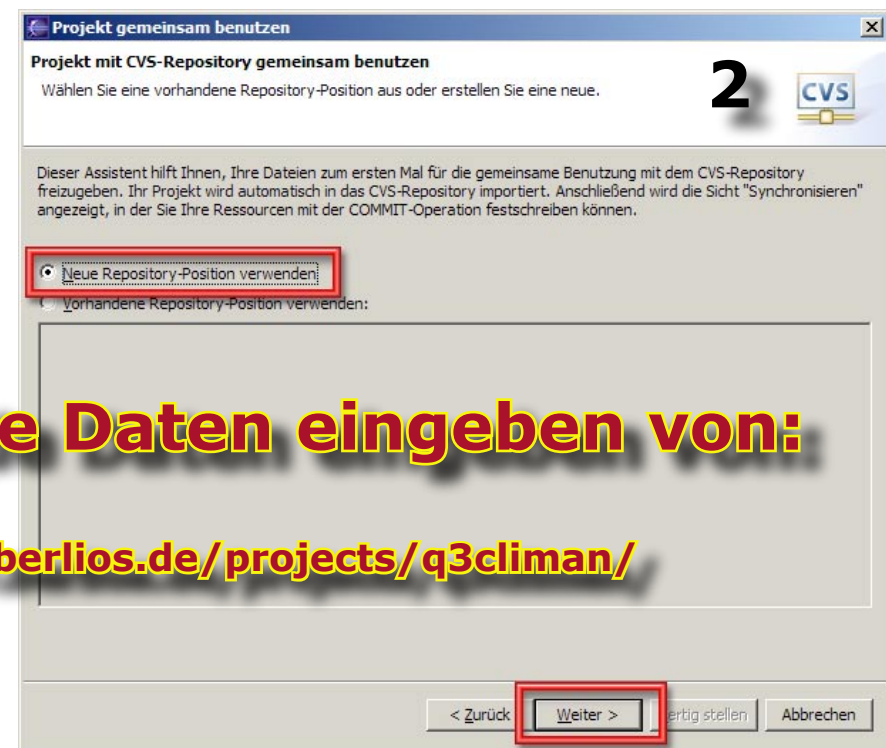 Projekt gemeinsam benutzen
Projekt mit CVS-Repository gemeinsam benutzen
Wählen Sie eine vorhandene Repository-Position aus oder erstellen Sie eine neue.
2
CVS
Dieser Assistent hilft Ihnen, Ihre Dateien zum ersten Mal für die gemeinsame Benutzung mit dem CVS-Repository
freizugeben. Ihr Projekt wird automatisch in das CVS-Repository importiert. Anschließend wird die Sicht "Synchronisieren"
angezeigt, in der Sie Ihre Ressourcen mit der COMMIT-Operation festschreiben können.
Neue Repository-Position verwenden
Vorhandene Repository-Position verwenden:
e Daten eingeben von:
berlios.de/projects/q3climan/
< Zurück Weiter > ertig stellen Abbrechen